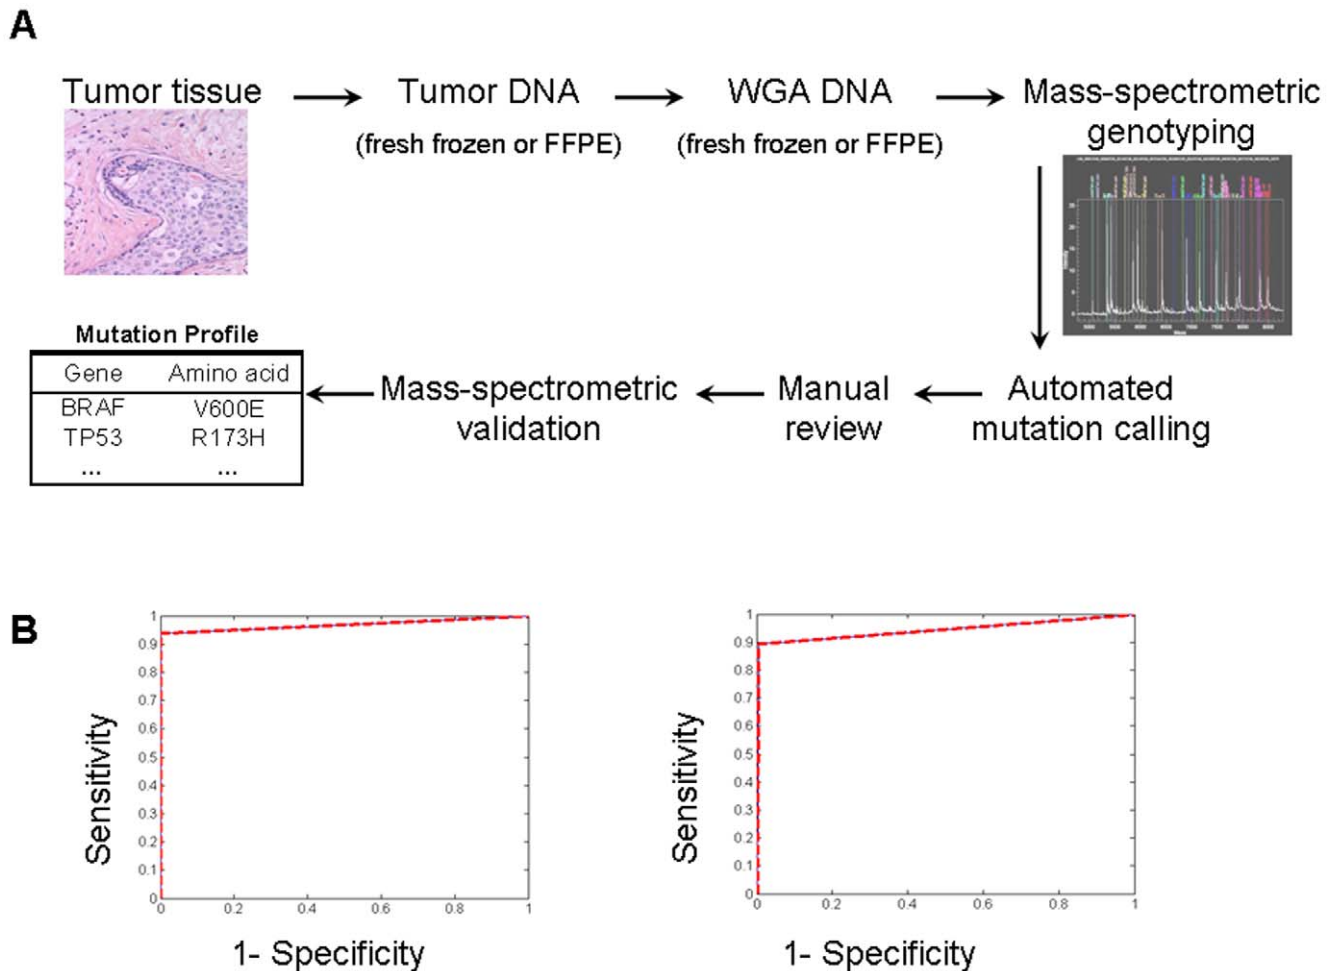 A
Tumor tissue
Tumor DNA
WGA DNA
Mass-spectrometric
genotyping
(fresh frozen or FFPE)
(fresh frozen or FFPE)
Mutation Profile
Gene Amino acid
BRAF V600E
TP53 R173H
... ...
Mass-spectrometric
validation
Manual
review
Automated
mutation calling
B
Sensitivity
1
0.9
0.8
0.7
0.6
0.5
0.4
0.3
0.2
0.1
0
0 0.2 0.4 0.6 0.8 1
1- Specificity
Sensitivity
1
0.9
0.8
0.7
0.6
0.5
0.4
0.3
0.2
0.1
0
0 0.2 0.4 0.6 0.8 1
1- Specificity